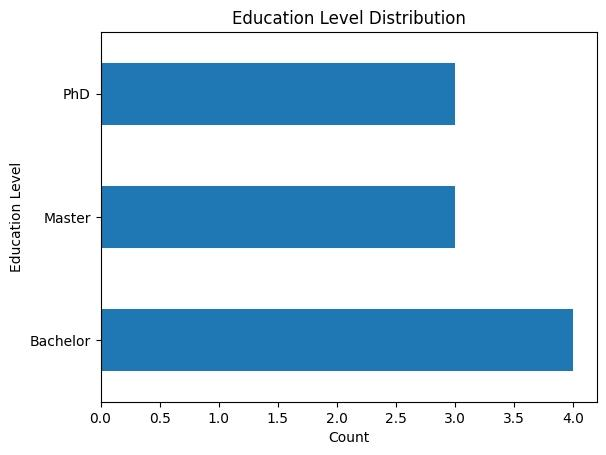 Education Level Distribution
PhD
Master
Bachelor
Education Level
0.0 0.5 1.0 1.5 2.0 2.5 3.0 3.5 4.0
Count